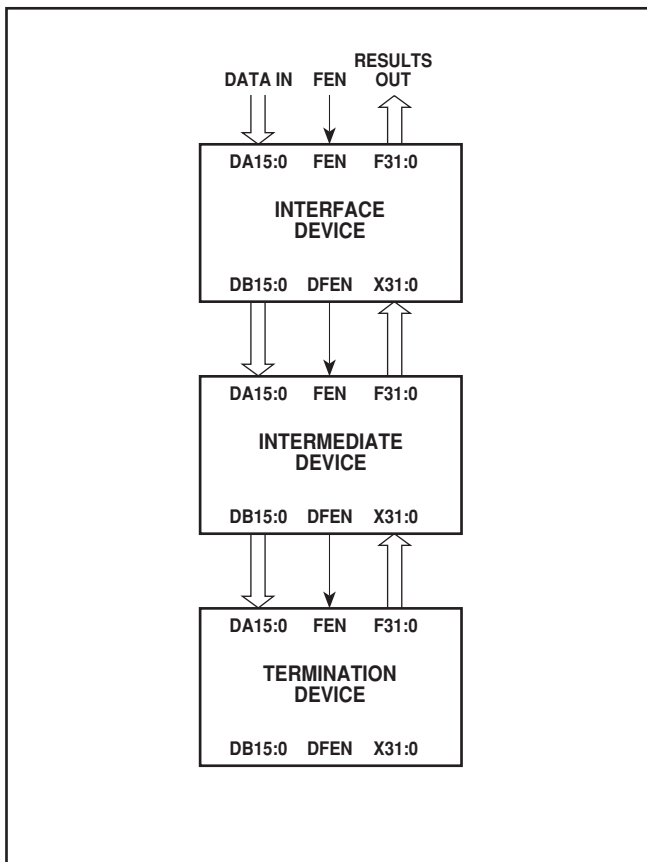 RESULTS
DATA IN FEN OUT
DA15:0 FEN F31:0
INTERFACE
DEVICE
DB15:0 DFEN X31:0
DA15:0 FEN F31:0
INTERMEDIATE
DEVICE
DB15:0 DFEN X31:0
DA15:0 FEN F31:0
TERMINATION
DEVICE
DB15:0 DFEN X31:0